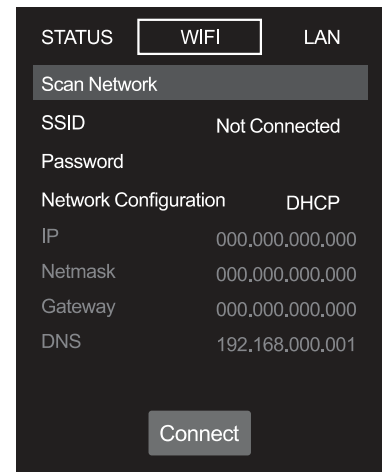 STATUS WIFI LAN
Scan Network
SSID Not Connected
Password
Network Configuration DHCP
IP 000.000.000.000
Netmask 000.000.000.000
Gateway 000.000.000.000
DNS 192.168.000.001
Connect